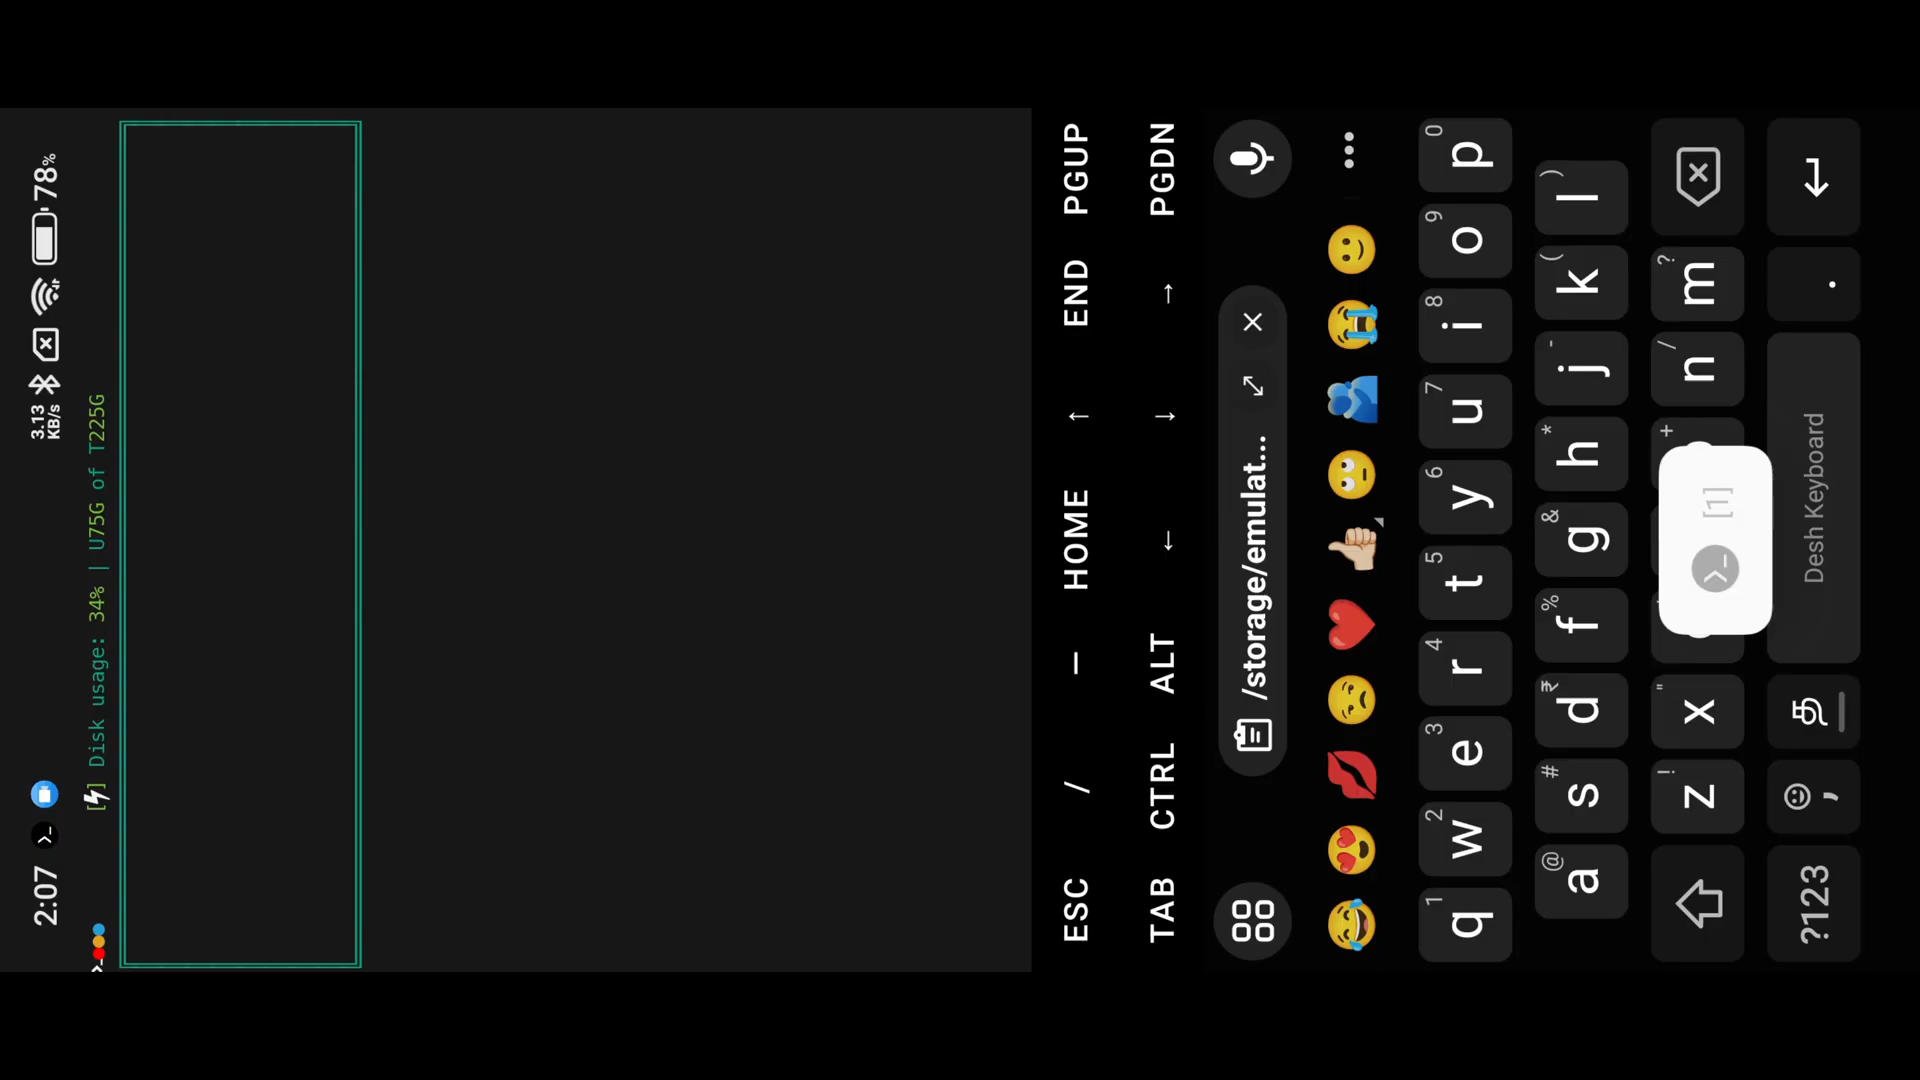 2:07
3.13
KB/s
78%
>_
[⚡] Disk usage: 34% | U75G of T225G
ESC / — HOME ↑ END PGUP
TAB CTRL ALT ← ↓ → PGDN
/storage/emulat...
1 2 3 4 5 6 7 8 9 0
q w e r t y u i o p
@ # ₹ % & * - ( )
a s d f g h j k l
! " + / ?
z x n m
>_ [1]
?123 , Desh Keyboard .